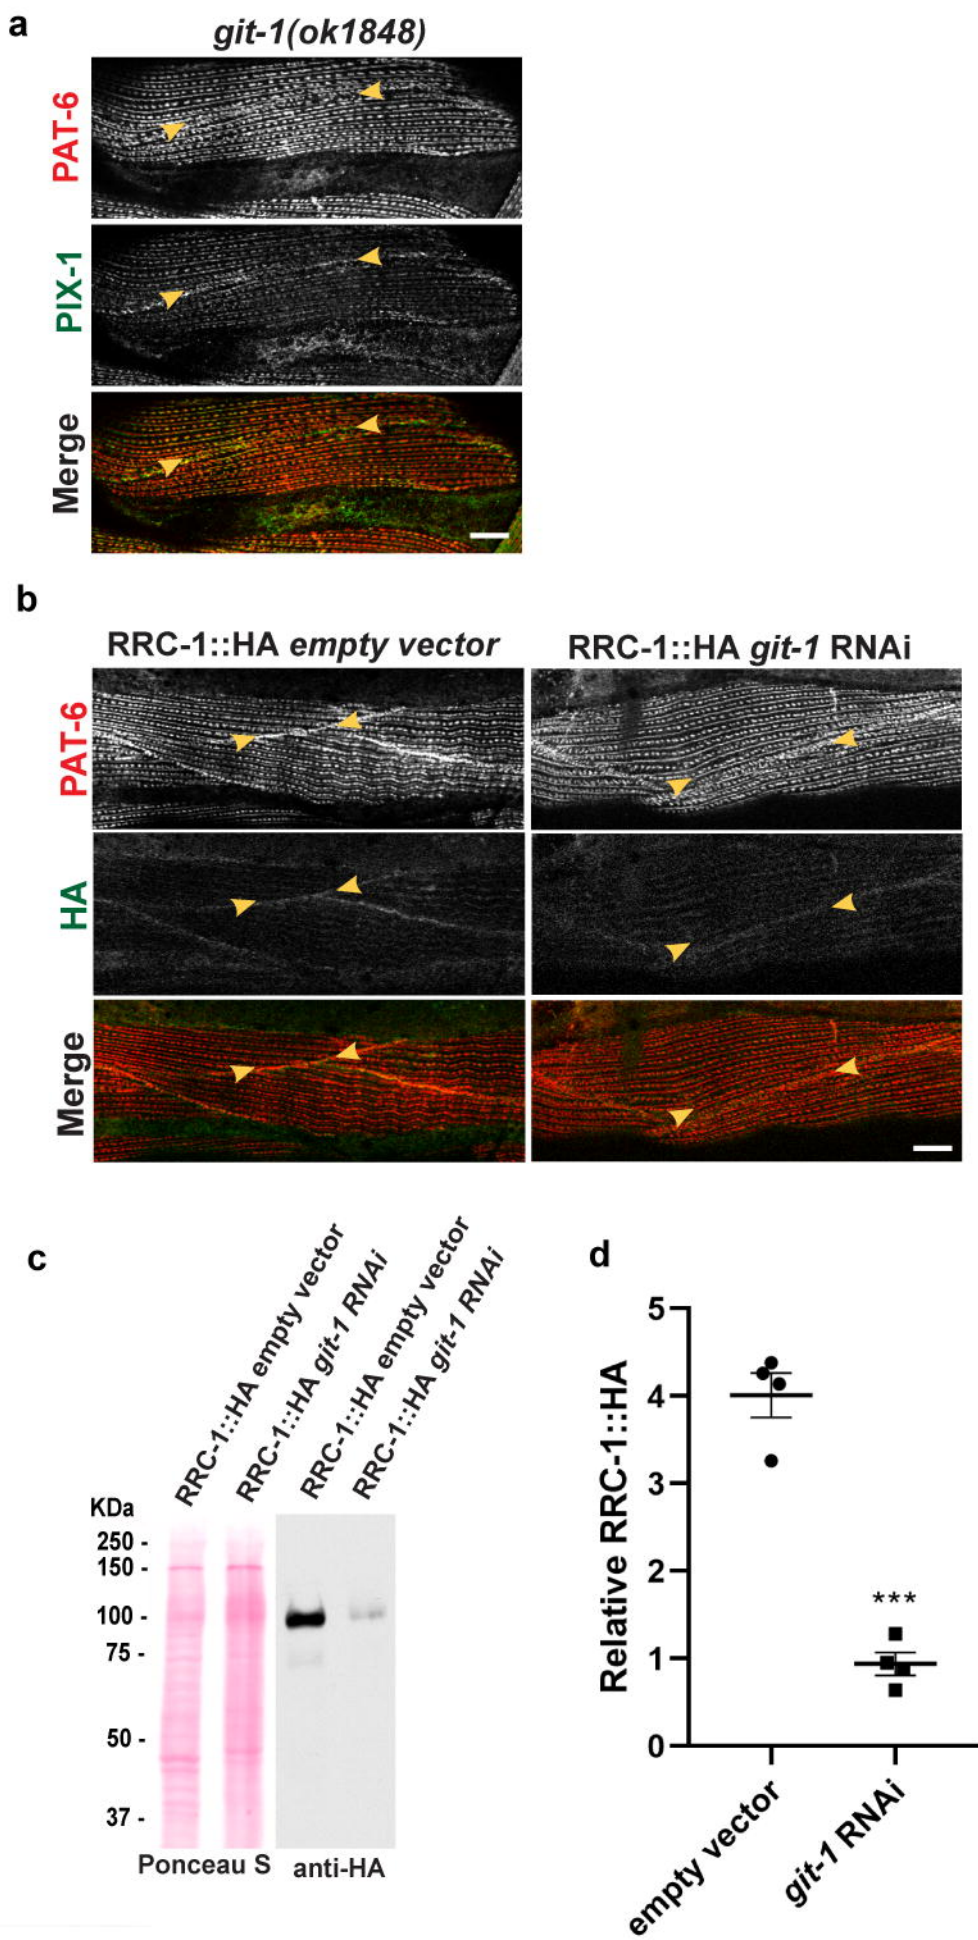 a
git-1(ok1848)
PAT-6
PIX-1
Merge
b
RRC-1::HA empty vector
RRC-1::HA git-1 RNAi
PAT-6
HA
Merge
c
RRC-1::HA empty vector
RRC-1::HA git-1 RNAi
RRC-1::HA empty vector
RRC-1::HA git-1 RNAi
KDa
250 -
150 -
100 -
75 -
50 -
37 -
Ponceau S
anti-HA
d
Relative RRC-1::HA
5
4
3
2
1
0
***
empty vector
git-1 RNAi